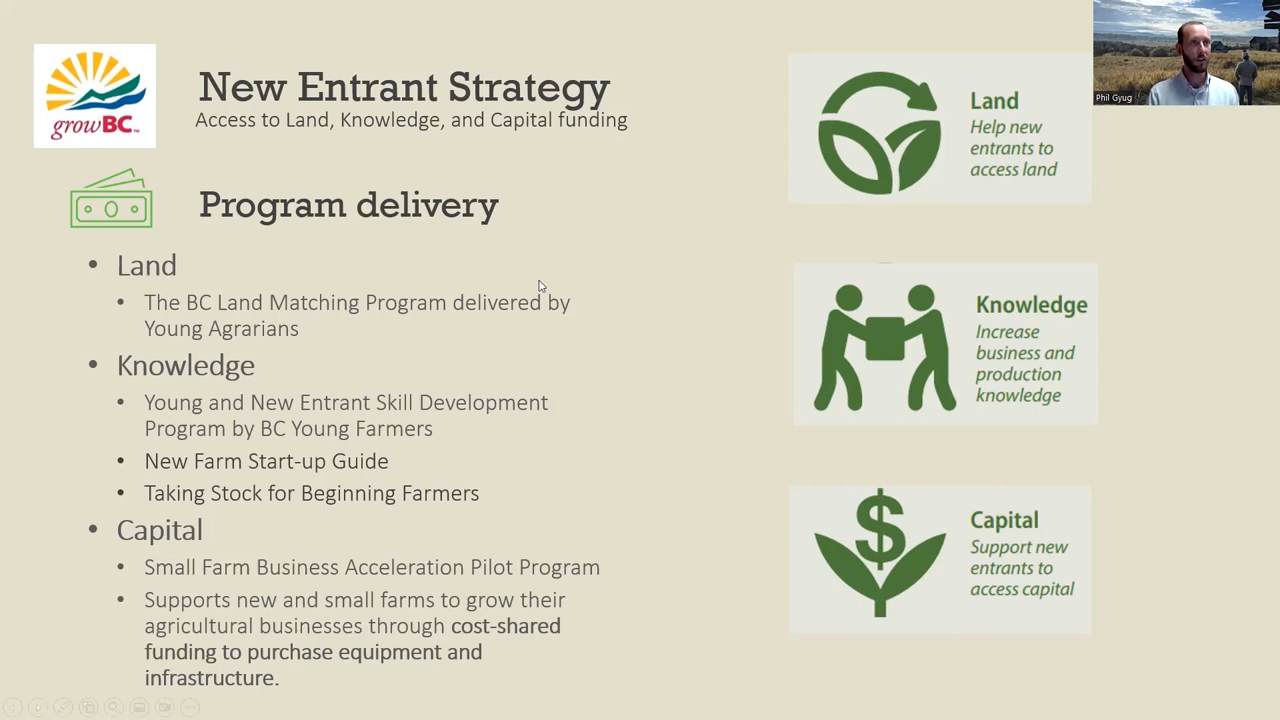 New Entrant Strategy
Access to Land, Knowledge, and Capital funding
growBC™
Program delivery
• Land
• The BC Land Matching Program delivered by
Young Agrarians
• Knowledge
• Young and New Entrant Skill Development
Program by BC Young Farmers
• New Farm Start-up Guide
• Taking Stock for Beginning Farmers
• Capital
• Small Farm Business Acceleration Pilot Program
• Supports new and small farms to grow their
agricultural businesses through cost-shared
funding to purchase equipment and
infrastructure.
Land
Help new
entrants to
access land
Knowledge
Increase
business and
production
knowledge
$
Capital
Support new
entrants to
access capital
Phil Gyug